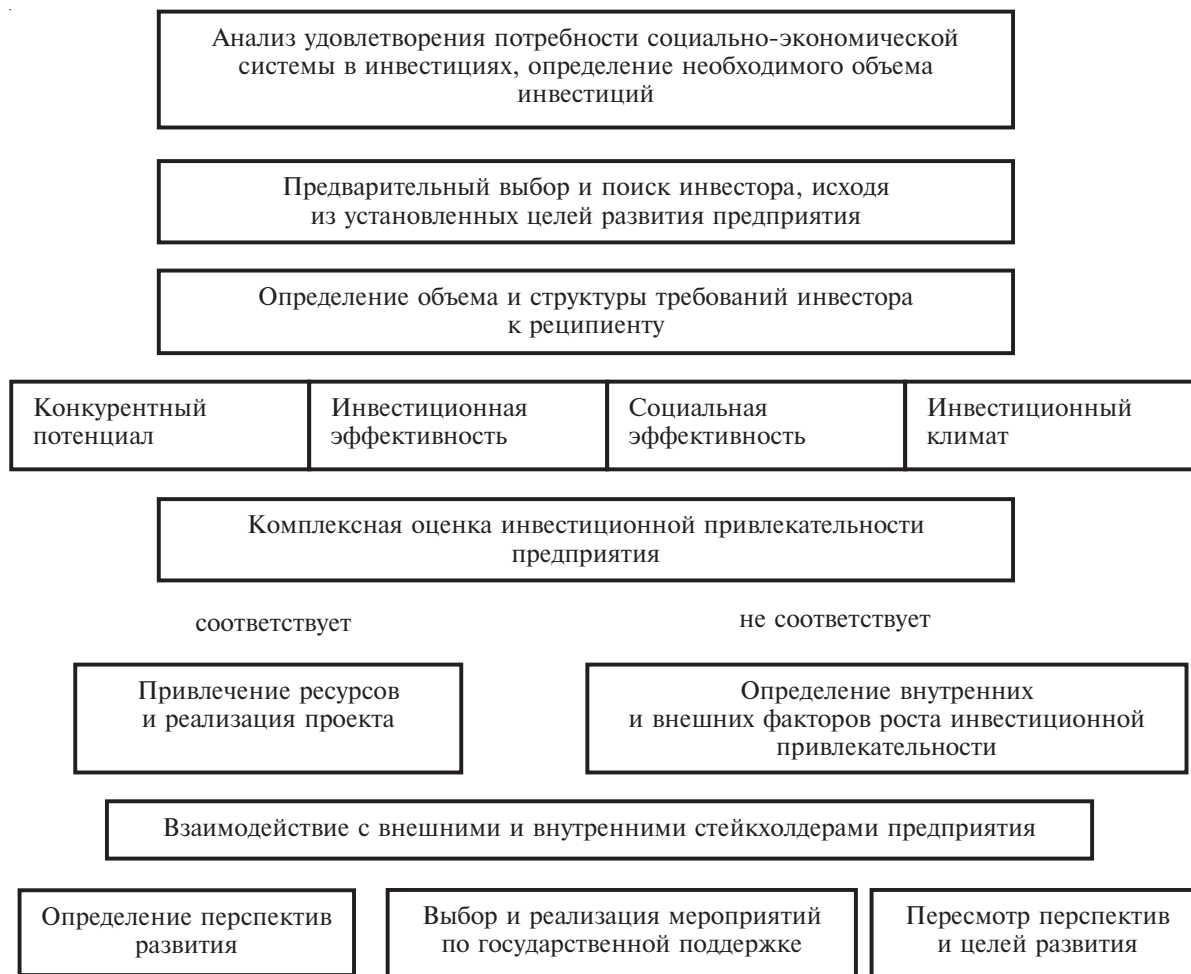 Анализ удовлетворения потребности социально-экономической
системы в инвестициях, определение необходимого объема
инвестиций
Предварительный выбор и поиск инвестора, исходя
из установленных целей развития предприятия
Определение объема и структуры требований инвестора
к реципиенту
Конкурентный
потенциал
Инвестиционная
эффективность
Социальная
эффективность
Инвестиционный
климат
Комплексная оценка инвестиционной привлекательности
предприятия
соответствует
не соответствует
Привлечение ресурсов
и реализация проекта
Определение внутренних
и внешних факторов роста инвестиционной
привлекательности
Взаимодействие с внешними и внутренними стейкхолдерами предприятия
Определение перспектив
развития
Выбор и реализация мероприятий
по государственной поддержке
Пересмотр перспектив
и целей развития